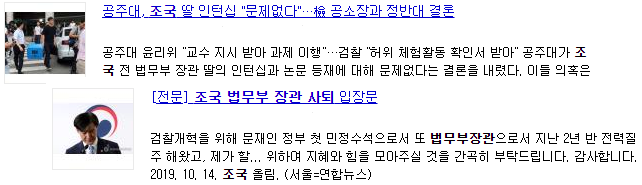 공주대, 조국 딸 인턴십 "문제없다"…檢 공소장과 정반대 결론
공주대 윤리위 "교수 지시 받아 과제 이행"…검찰 "허위 체험활동 확인서 받아" 공주대가 조
국 전 법무부 장관 딸의 인턴십과 논문 등재에 대해 문제없다는 결론을 내렸다. 이들 의혹은
[전문] 조국 법무부 장관 사퇴 입장문
검찰개혁을 위해 문재인 정부 첫 민정수석으로서 또 법무부장관으로서 지난 2년 반 전력질
주 해왔고, 제가 할... 위하여 지혜와 힘을 모아주실 것을 간곡히 부탁드립니다. 감사합니다.
2019. 10. 14. 조국 올림. (서울=연합뉴스)